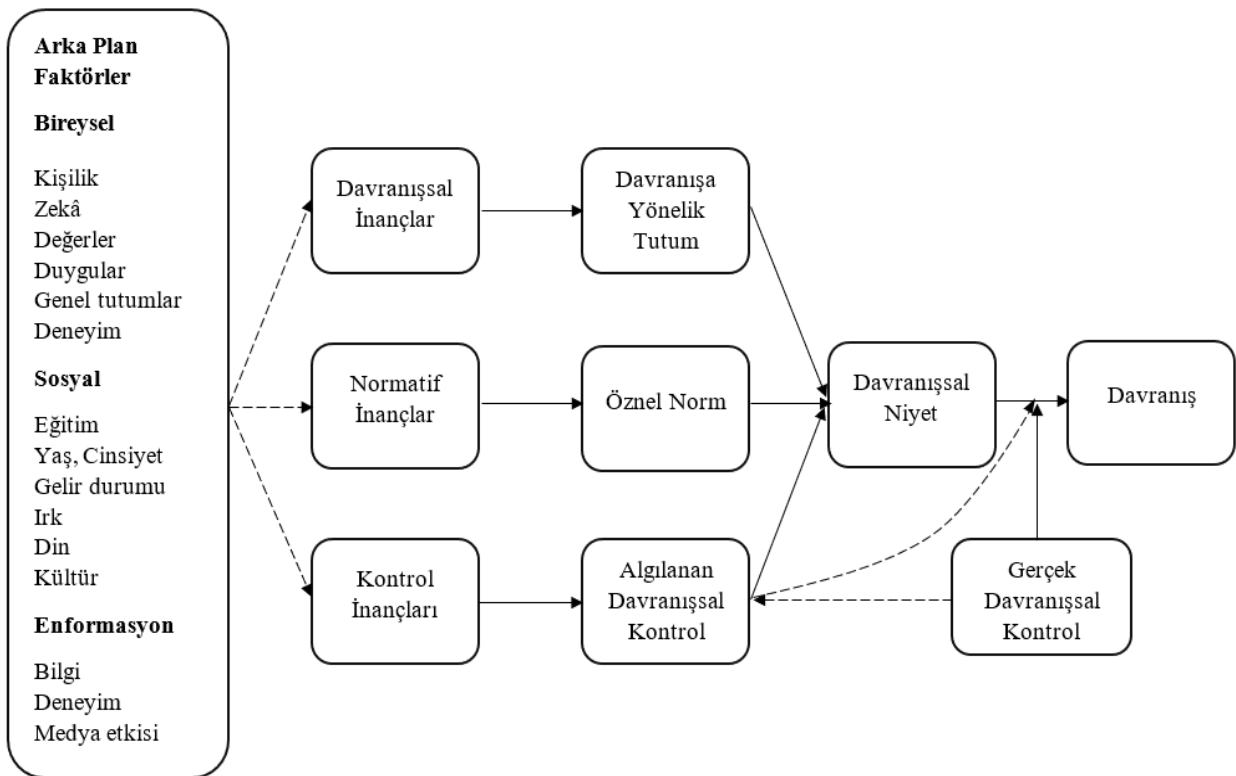 Arka Plan
Faktörler
Bireysel
Kişilik
Zekâ
Değerler
Duygular
Genel tutumlar
Deneyim
Sosyal
Eğitim
Yaş, Cinsiyet
Gelir durumu
Irk
Din
Kültür
Enformasyon
Bilgi
Deneyim
Medya etkisi
Davranışsal
İnançlar
Normatif
İnançlar
Kontrol
İnançları
Davranışa
Yönelik
Tutum
Öznel Norm
Algılanan
Davranışsal
Kontrol
Davranışsal
Niyet
Davranış
Gerçek
Davranışsal
Kontrol